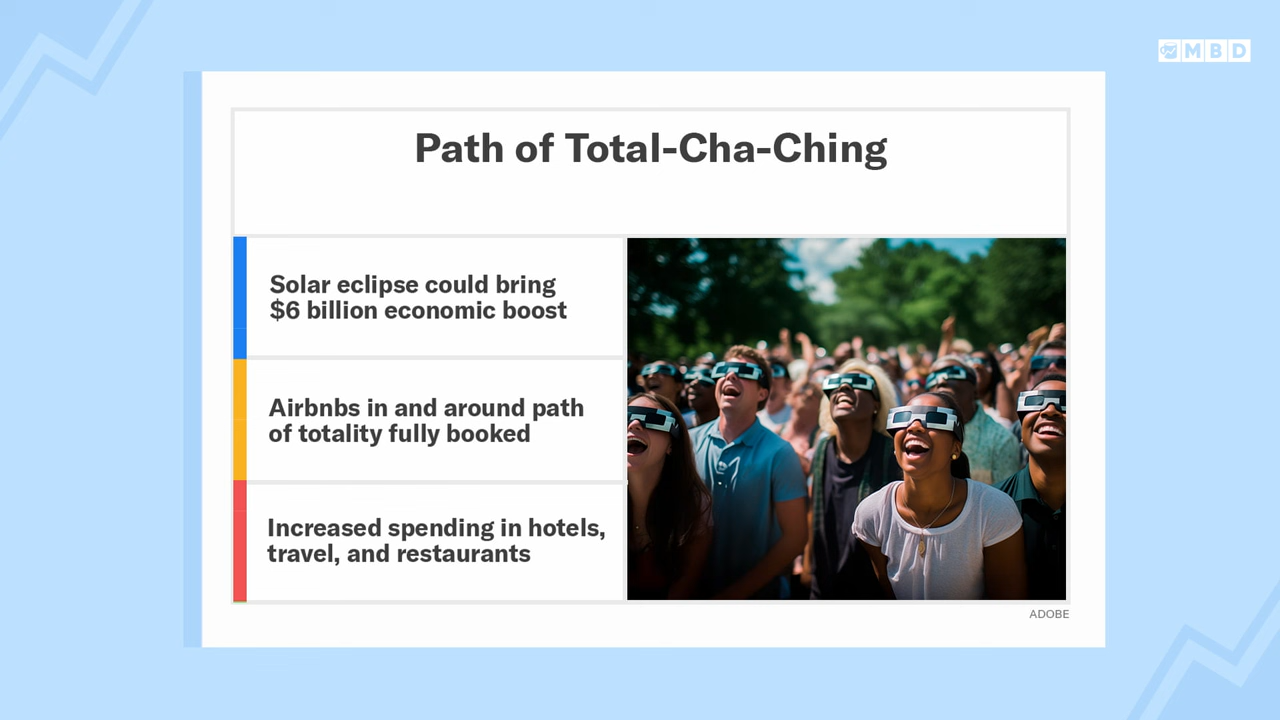 MBD
Path of Total-Cha-Ching
Solar eclipse could bring
$6 billion economic boost
Airbnbs in and around path
of totality fully booked
Increased spending in hotels,
travel, and restaurants
ADOBE